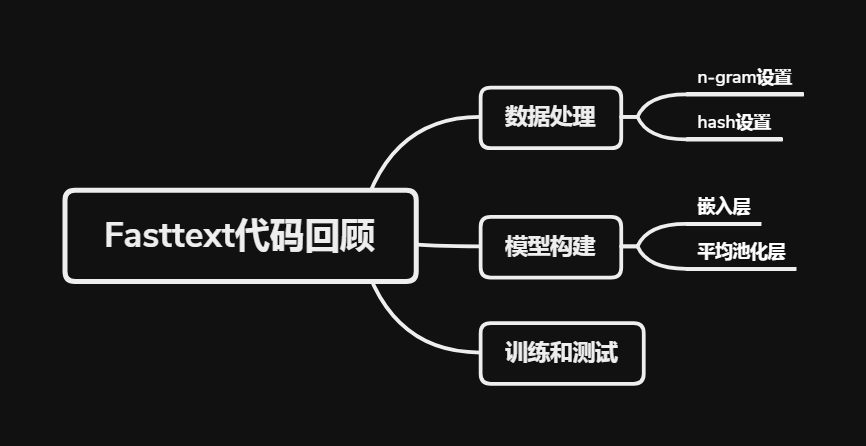 Fasttext代码回顾
数据处理
n-gram设置
hash设置
模型构建
嵌入层
平均池化层
训练和测试